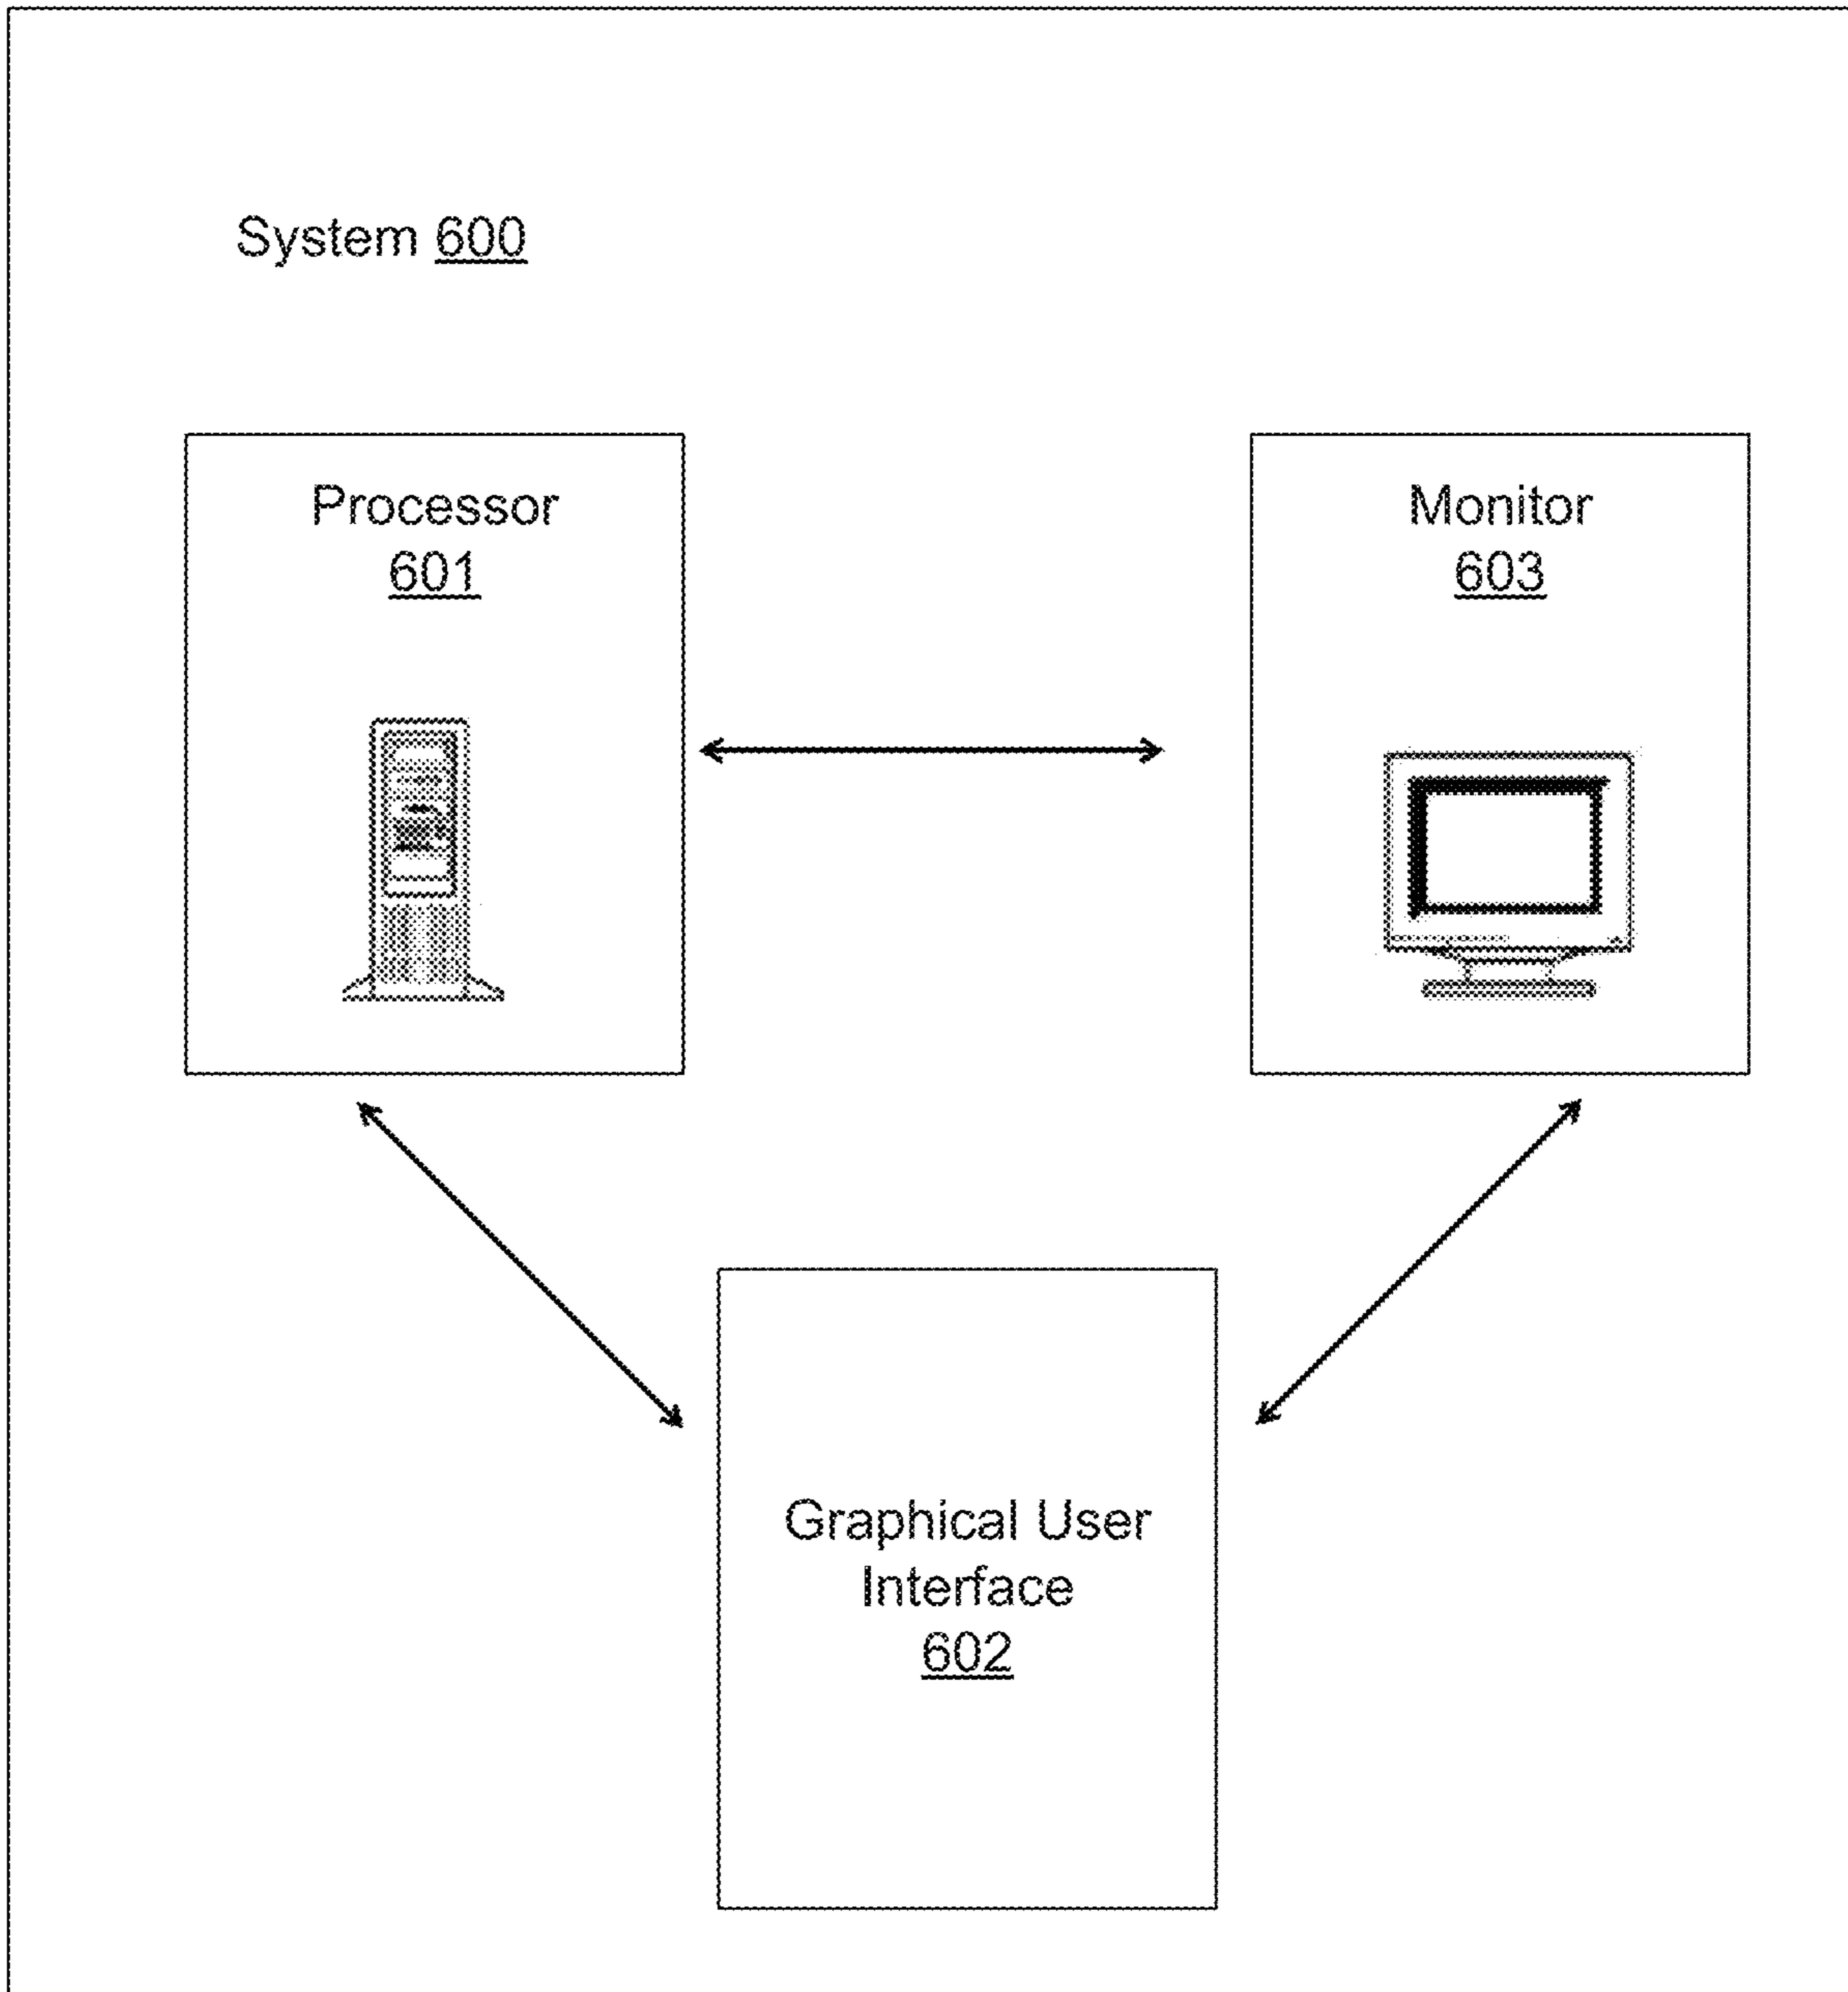 System 600
Processor
601
Monitor
603
Graphical User
Interface
602